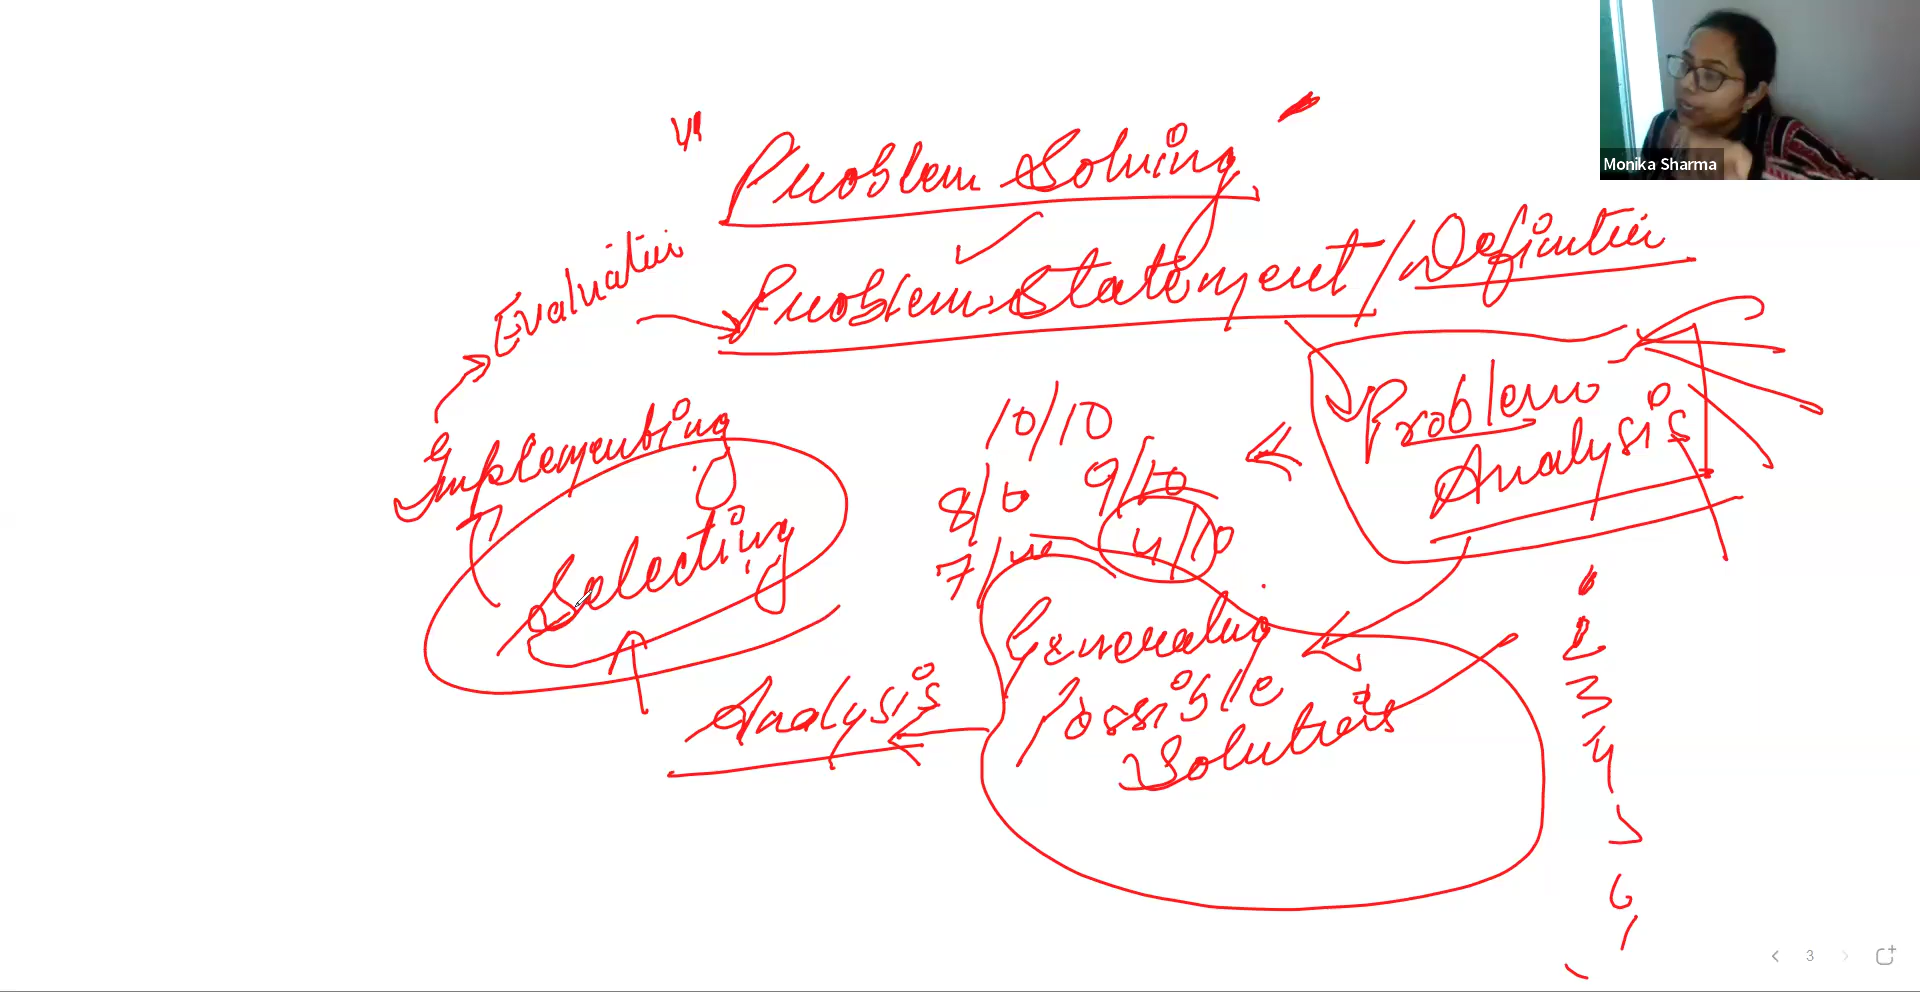 Monika Sharma
Problem Solving
Problem Statement / Definition
Evaluation
Problem
Analysis
Implementing
10/10
8/10 9/10
7/10 4/10
Selecting
Generating
Possible
Solutions
Analysis
1
2
3
4
5
6
3